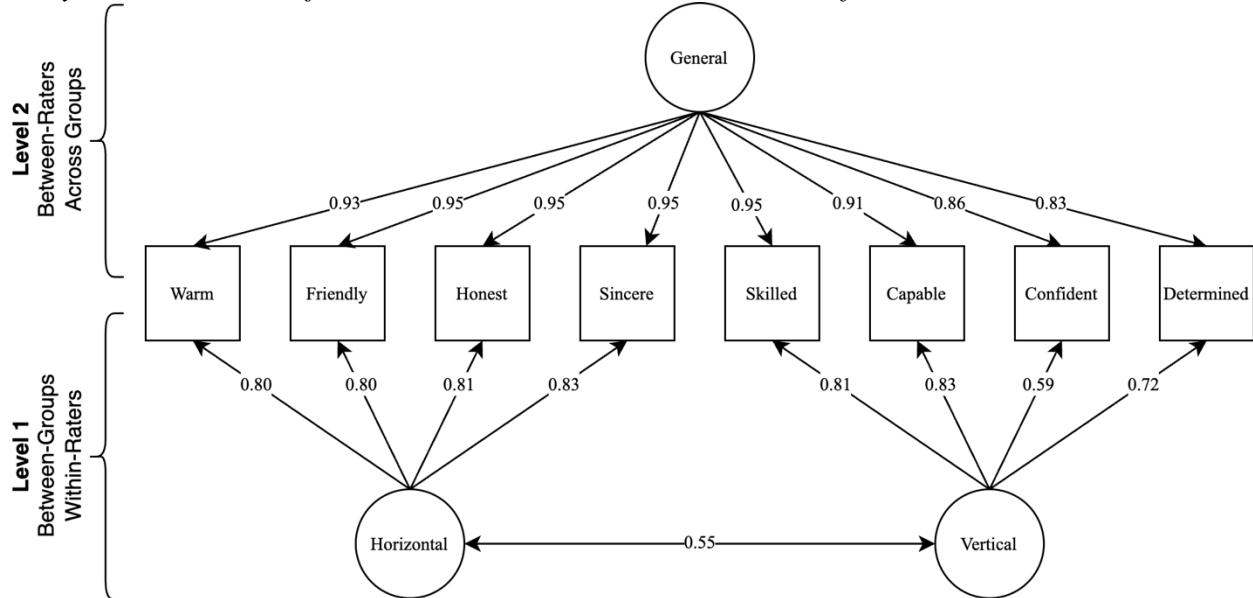 General
Level 2
Between-Raters
Across Groups
0.93
0.95
0.95
0.95
0.95
0.91
0.86
0.83
Warm
Friendly
Honest
Sincere
Skilled
Capable
Confident
Determined
Level 1
Between-Groups
Within-Raters
0.80
0.80
0.81
0.83
0.81
0.83
0.59
0.72
Horizontal
0.55
Vertical